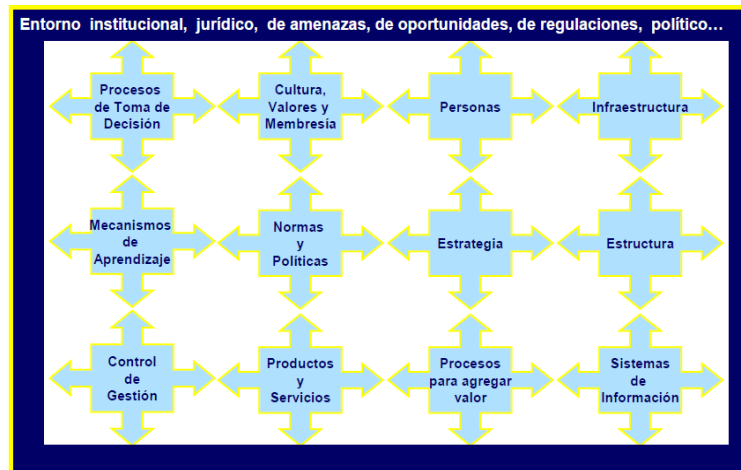 Entorno institucional, jurídico, de amenazas, de oportunidades, de regulaciones, político…
Procesos
de Toma de
Decisión
Cultura,
Valores y
Membresía
Personas
Infraestructura
Mecanismos
de
Aprendizaje
Normas
y
Políticas
Estrategia
Estructura
Control
de
Gestión
Productos
y
Servicios
Procesos
para agregar
valor
Sistemas
de
Información